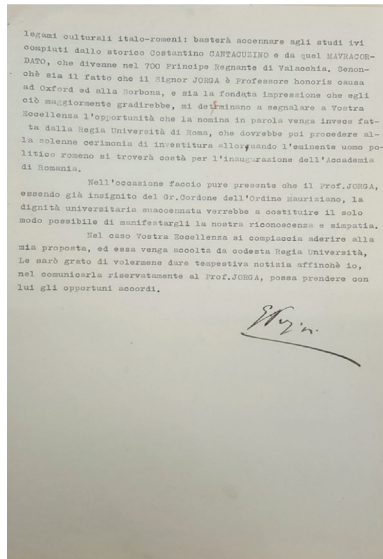 legami culturali italo-romeni: basterà accennare agli studi ivi
compiuti dallo storico Costantino CANTACUZINO e da quel MAVRACOR-
DATO, che divenne nel 700 Principe Regnante di Valacchia. Senon-
chè sia il fatto che il Signor JORGA è Professore honoris causa
ad Oxford ed alla Sorbona, e sia la fondata impressione che egli
ciò maggiormente gradirebbe, mi determinano a segnalare a Vostra
Eccellenza l'opportunità che la nomina in parola venga invece fat-
ta dalla Regia Università di Roma, che dovrebbe poi procedere al-
la solenne cerimonia di investitura allorquando l'eminente uomo po-
litico romeno si troverà costà per l'inaugurazione dell'Accademia
di Romania.
Nell'occasione faccio pure presente che il Prof.JORGA,
essendo già insignito del Gr.Cordone dell'Ordine Mauriziano, la
dignità universitaria suaccennata varrebbe a costituire il solo
modo possibile di manifestargli la nostra riconoscenza e simpatia.
Nel caso Vostra Eccellenza si compiaccia aderire alla
mia proposta, ed essa venga accolta da codesta Regia Università,
Le sarò grato di volermene dare tempestiva notizia affinchè io,
nel comunicarla riservatamente al Prof.JORGA, possa prendere con
lui gli opportuni accordi.